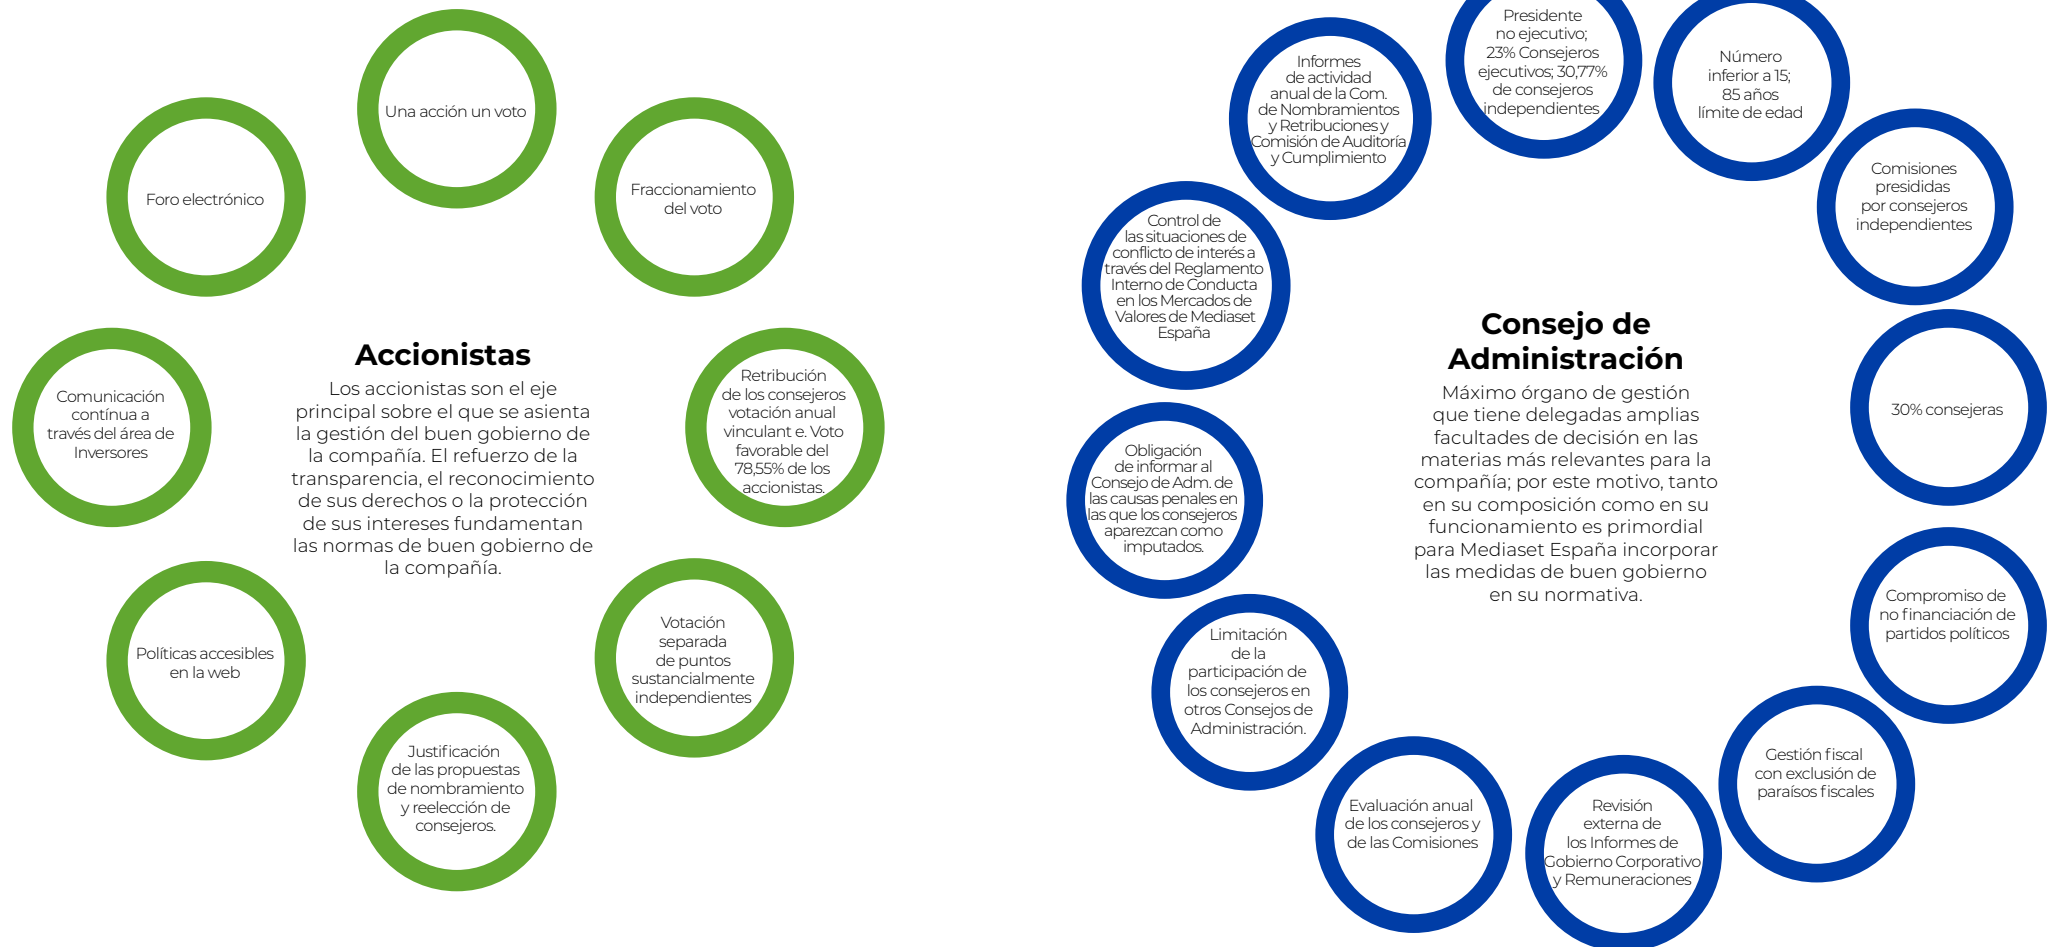 Una acción un voto
Fraccionamiento
del voto
Retribución
de los consejeros
votación anual
vinculant e. Voto
favorable del
78,55% de los
accionistas.
Votación
separada
de puntos
sustancialmente
independientes
Justificación
de las propuestas
de nombramiento
y reelección de
consejeros.
Políticas accesibles
en la web
Comunicación
contínua a
través del área de
Inversores
Foro electrónico
Accionistas
Los accionistas son el eje
principal sobre el que se asienta
la gestión del buen gobierno de
la compañía. El refuerzo de la
transparencia, el reconocimiento
de sus derechos o la protección
de sus intereses fundamentan
las normas de buen gobierno de
la compañía.
Presidente
no ejecutivo;
23% Consejeros
ejecutivos; 30,77%
de consejeros
independientes
Número
inferior a 15;
85 años
límite de edad
Comisiones
presididas
por consejeros
independientes
30% consejeras
Compromiso de
no financiación de
partidos políticos
Gestión fiscal
con exclusión de
paraísos fiscales
Revisión
externa de
los Informes de
Gobierno Corporativo
y Remuneraciones
Evaluación anual
de los consejeros y
de las Comisiones
Limitación
de la
participación de
los consejeros en
otros Consejos de
Administración.
Obligación
de informar al
Consejo de Adm. de
las causas penales en
las que los consejeros
aparezcan como
imputados.
Control de
las situaciones de
conflicto de interés a
través del Reglamento
Interno de Conducta
en los Mercados de
Valores de Mediaset
España
Informes
de actividad
anual de la Com.
de Nombramientos
y Retribuciones y
Comisión de Auditoría
y Cumplimiento
Consejo de
Administración
Máximo órgano de gestión
que tiene delegadas amplias
facultades de decisión en las
materias más relevantes para la
compañía; por este motivo, tanto
en su composición como en su
funcionamiento es primordial
para Mediaset España incorporar
las medidas de buen gobierno
en su normativa.